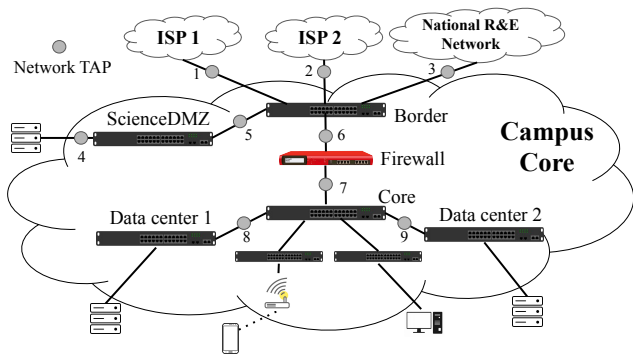 ISP 1
ISP 2
National R&E
Network
Network TAP
1
2
3
ScienceDMZ
5
Border
4
6
Campus
Core
Firewall
7
Core
Data center 1
8
9
Data center 2